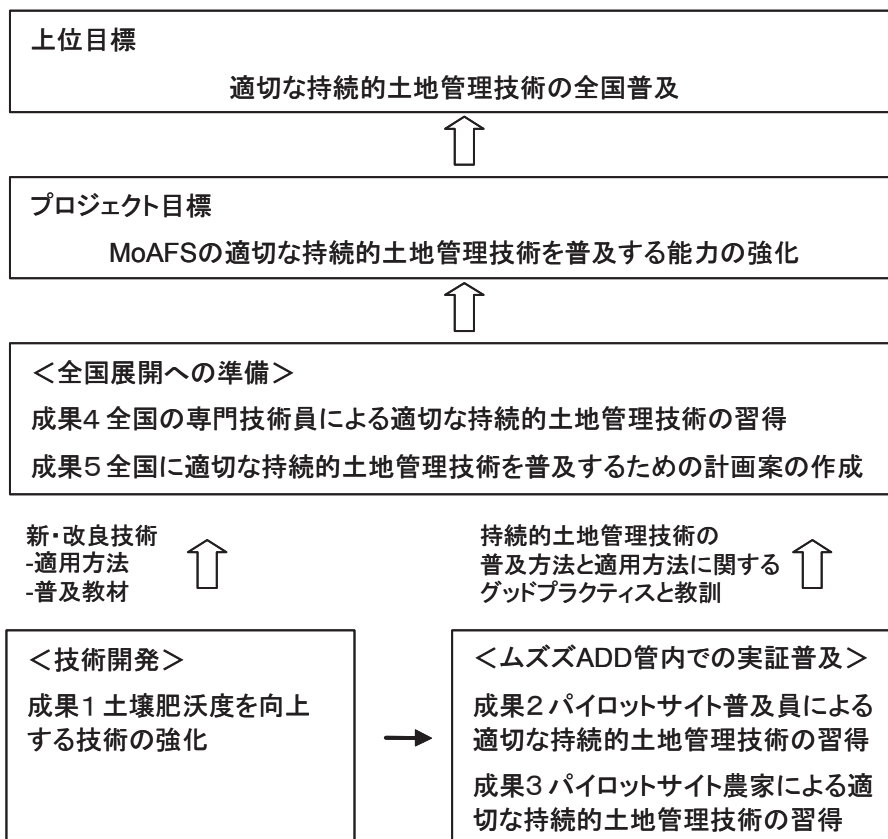 上位目標
適切な持続的土地管理技術の全国普及
プロジェクト目標
MoAFSの適切な持続的土地管理技術を普及する能力の強化
＜全国展開への準備＞
成果4 全国の専門技術員による適切な持続的土地管理技術の習得
成果5 全国に適切な持続的土地管理技術を普及するための計画案の作成
新・改良技術
-適用方法
-普及教材
持続的土地管理技術の
普及方法と適用方法に関する
グッドプラクティスと教訓
＜技術開発＞
成果1 土壌肥沃度を向上
する技術の強化
＜ムズズADD管内での実証普及＞
成果2 パイロットサイト普及員による
適切な持続的土地管理技術の習得
成果3 パイロットサイト農家による適
切な持続的土地管理技術の習得